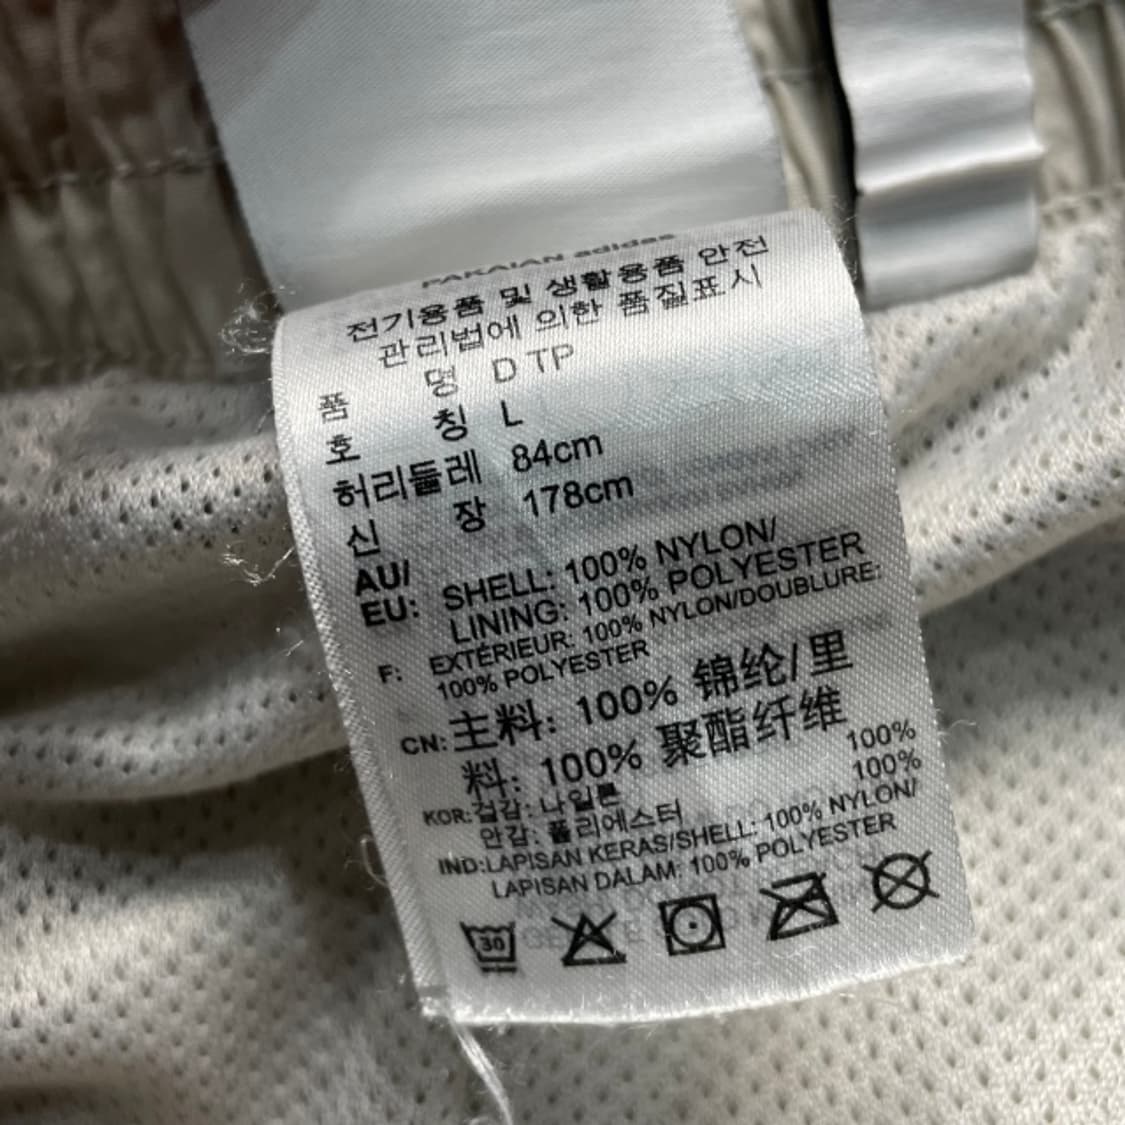 PAKAIAN adidas
전기용품 및 생활용품 안전
관리법에 의한 품질표시
품 명 D TP
호 칭 L
허리둘레 84cm
신 장 178cm
AU/
EU: SHELL: 100% NYLON/
LINING: 100% POLYESTER
F: EXTÉRIEUR: 100% NYLON/DOUBLURE:
100% POLYESTER
CN: 主料: 100% 锦纶/里
料: 100% 聚酯纤维
KOR: 겉감: 나일론 100%
안감: 폴리에스터 100%
IND:LAPISAN KERAS/SHELL: 100% NYLON/
LAPISAN DALAM: 100% POLYESTER
30